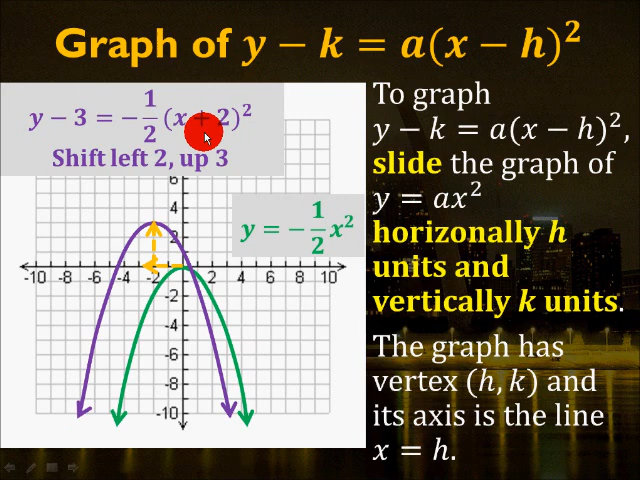 Graph of y − k = a(x − h)²
y − 3 = −1/2 (x + 2)²
Shift left 2, up 3
y = −1/2 x²
6
4
2
-10 -8 -6 -4 -2 2 4 6 8 10
-2
-4
-6
-8
-10
To graph
y − k = a(x − h)²,
slide the graph of
y = ax²
horizonally h
units and
vertically k units.
The graph has
vertex (h, k) and
its axis is the line
x = h.